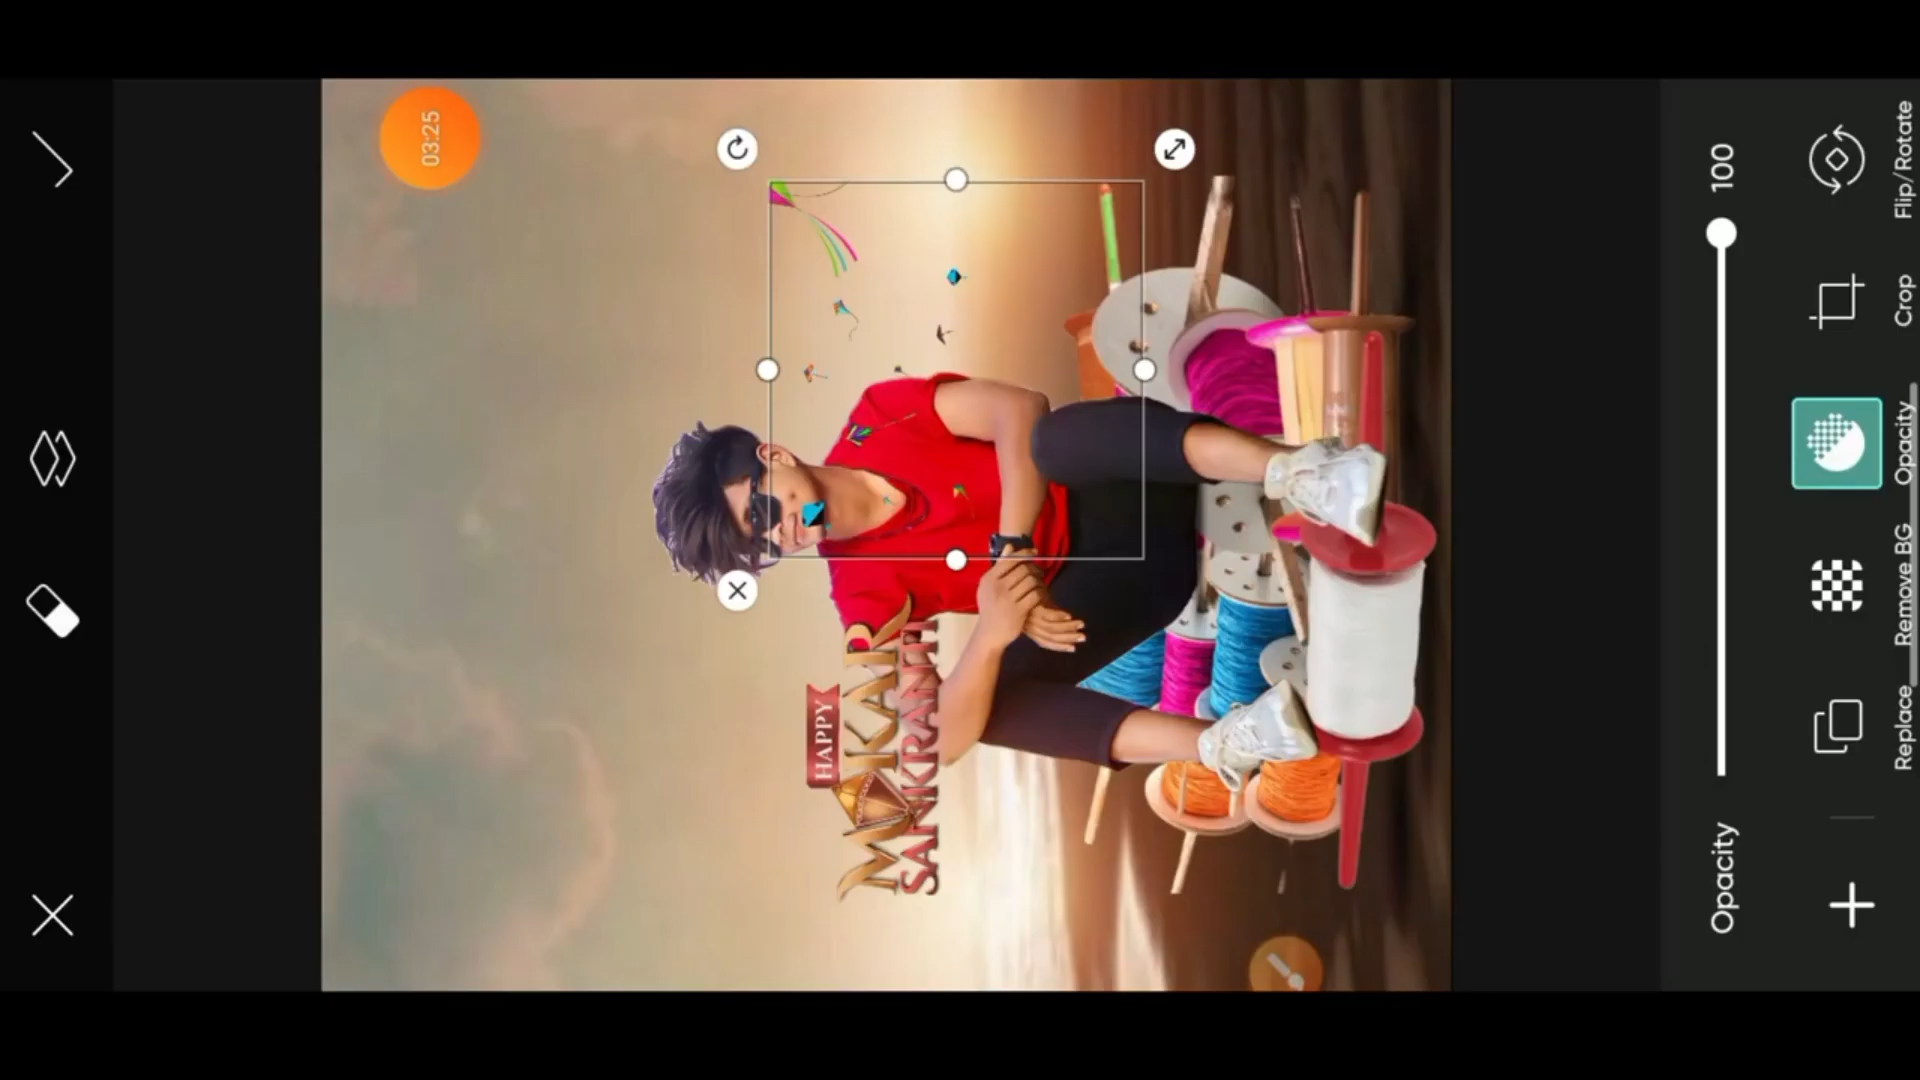 03:25
HAPPY
MAKAR
SANKRANTI
Opacity 100
Replace
Remove BG
Opacity
Crop
Flip/Rotate